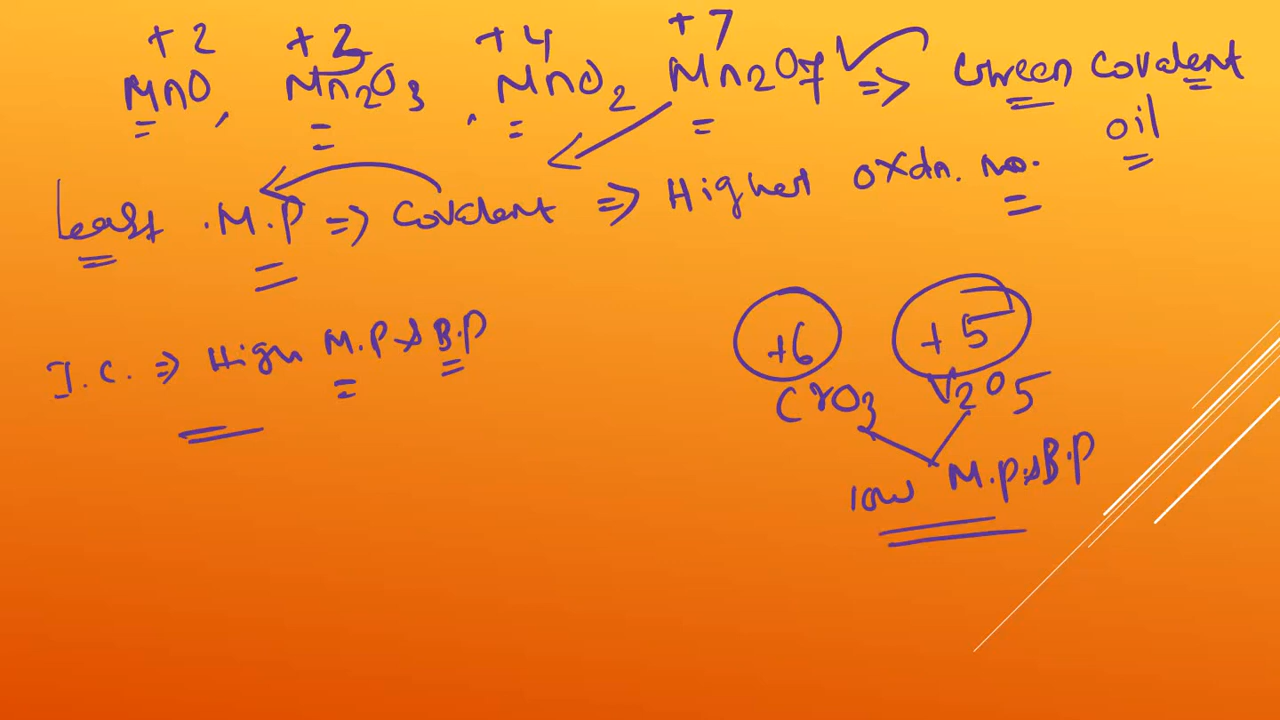 +2 +3 +4 +7
MnO, Mn2O3, MnO2 Mn2O7 ✓ => Green covalent
oil
Least .M.P => Covalent => Highest oxdn. no.
I.C. => High M.P & B.P
+6 +5
CrO3 V2O5
low M.P & B.P